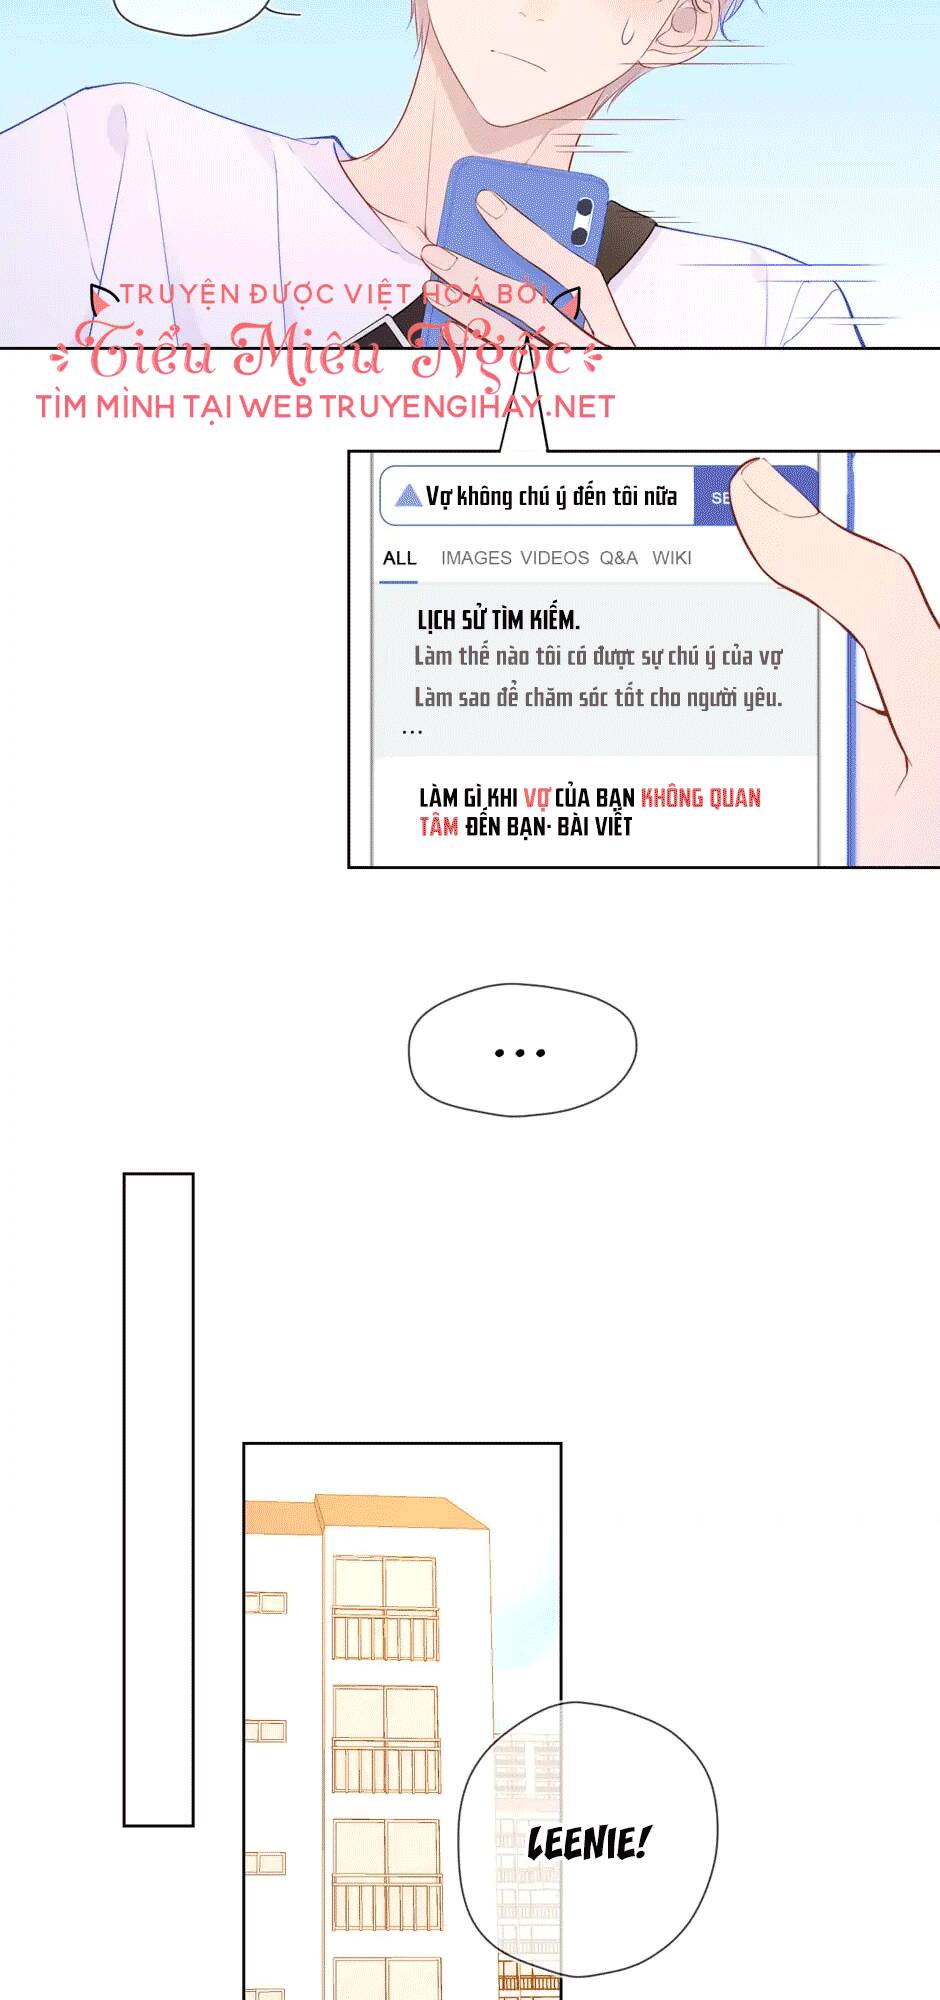 TRUYỆN ĐƯỢC VIỆT HOÁ BỞI
Tiểu Miêu Ngốc
TÌM MÌNH TẠI WEB TRUYENGIHAY.NET
Vợ không chú ý đến tôi nữa
SE
ALL IMAGES VIDEOS Q&A WIKI
LỊCH SỬ TÌM KIẾM.
Làm thế nào tôi có được sự chú ý của vợ
Làm sao để chăm sóc tốt cho người yêu.
...
LÀM GÌ KHI VỢ CỦA BẠN KHÔNG QUAN
TÂM ĐẾN BẠN- BÀI VIẾT
...
LEENIE!